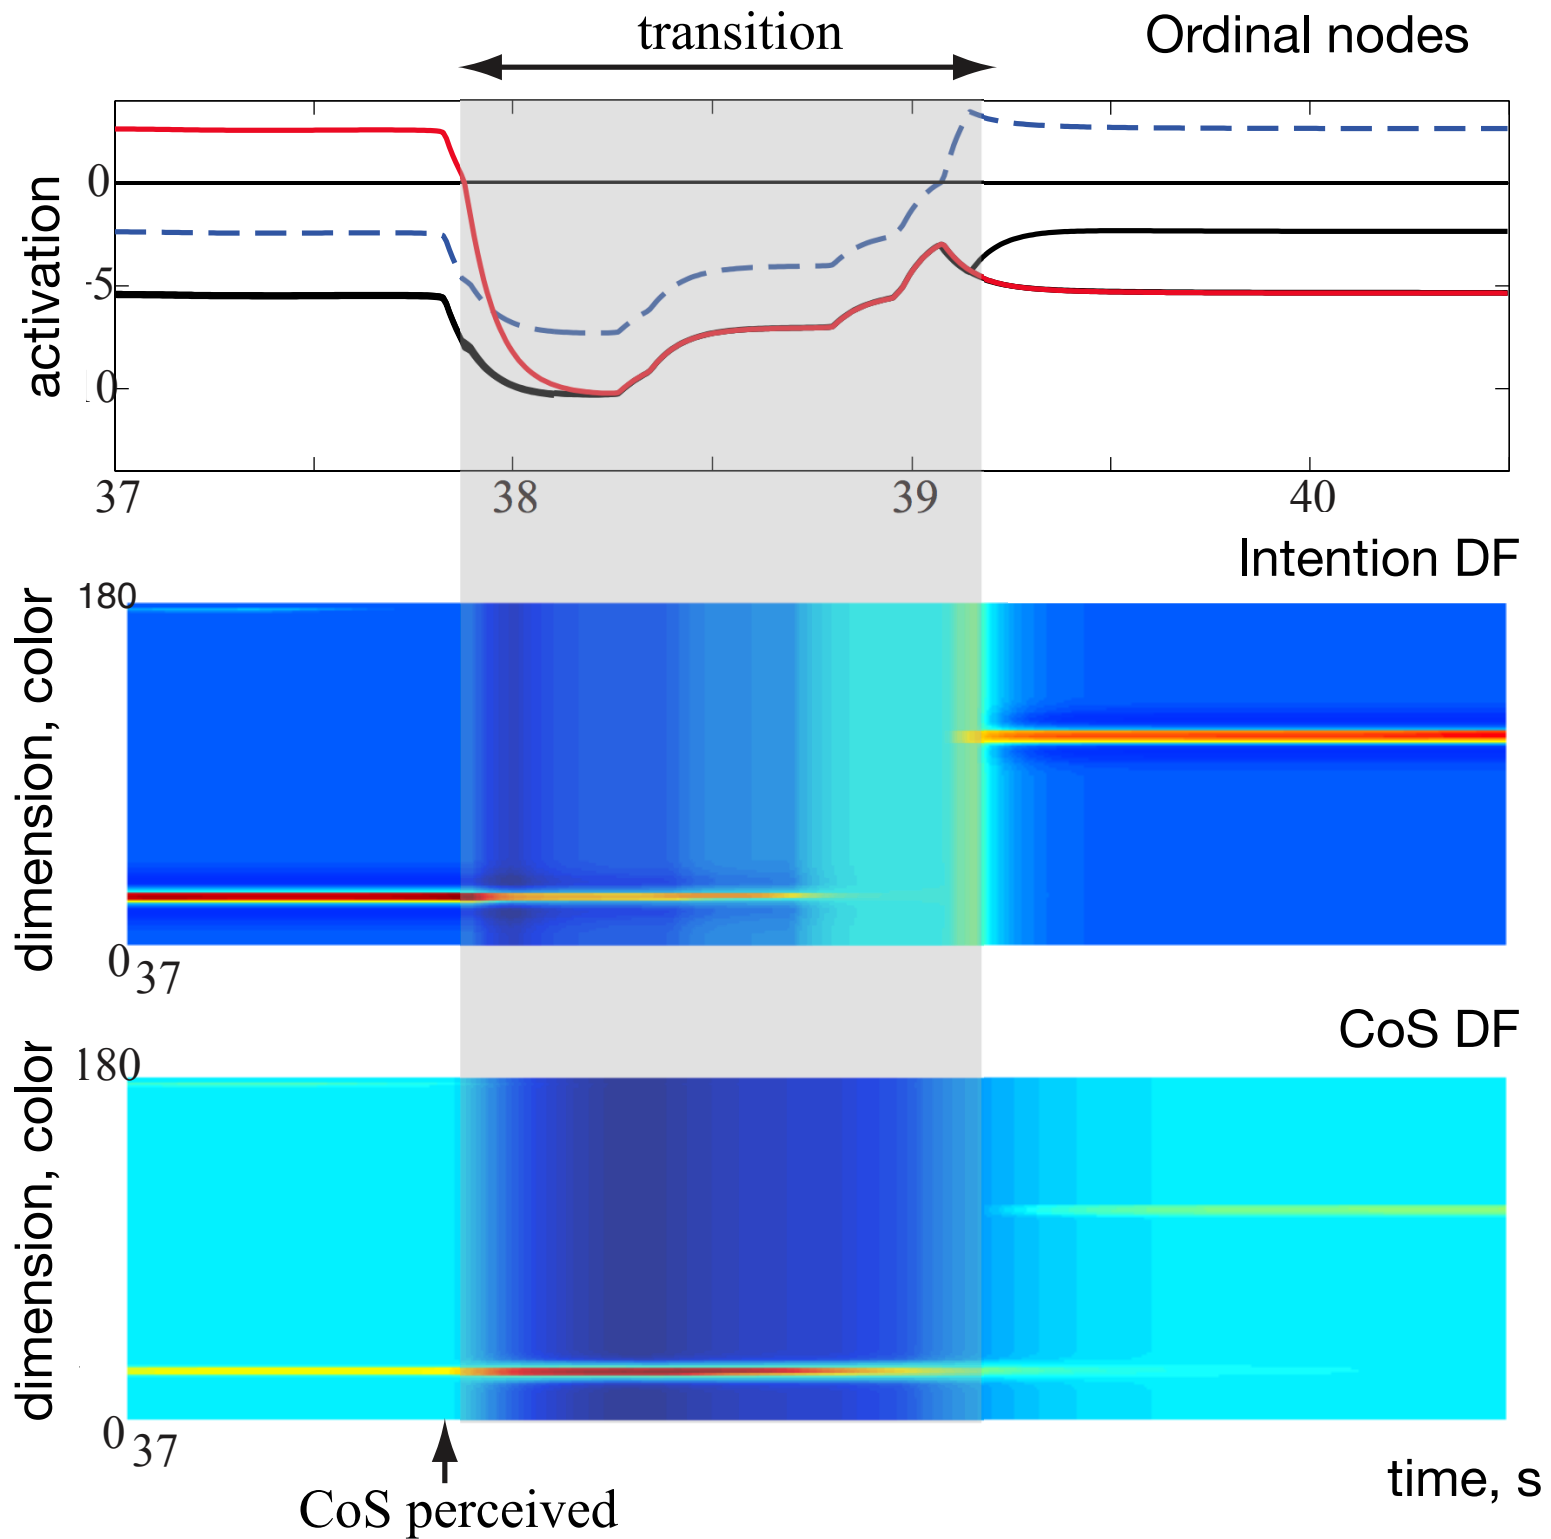 transition
Ordinal nodes
activation
0
-5
0
37
38
39
40
Intention DF
dimension, color
180
0
37
CoS DF
dimension, color
180
0
37
time, s
CoS perceived